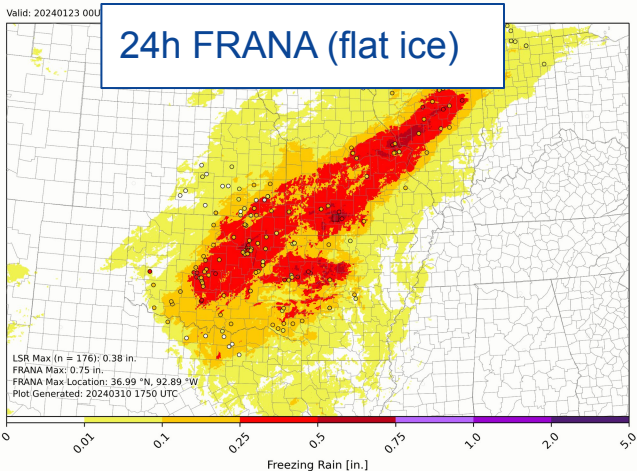 Valid: 20240123 00U
24h FRANA (flat ice)
LSR Max (n = 176): 0.38 in.
FRANA Max: 0.75 in.
FRANA Max Location: 36.99 °N, 92.89 °W
Plot Generated: 20240310 1750 UTC
0 0.01 0.1 0.25 0.5 0.75 1.0 2.0 5.0
Freezing Rain [in.]